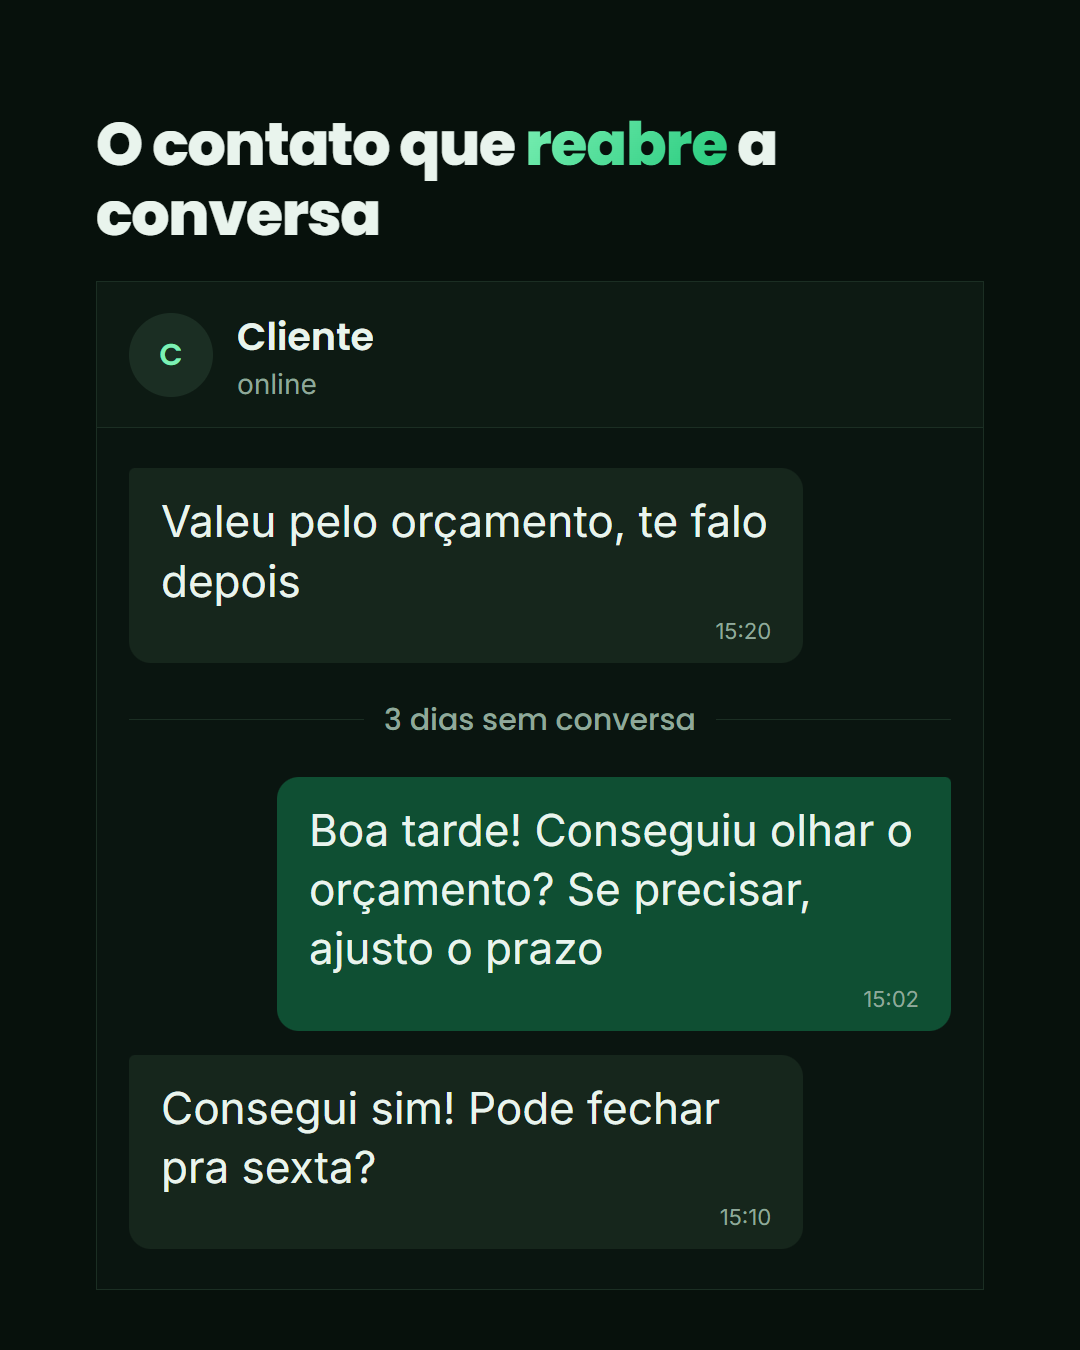 O contato que reabre a
conversa
C
Cliente
online
Valeu pelo orçamento, te falo
depois
15:20
3 dias sem conversa
Boa tarde! Conseguiu olhar o
orçamento? Se precisar,
ajusto o prazo
15:02
Consegui sim! Pode fechar
pra sexta?
15:10